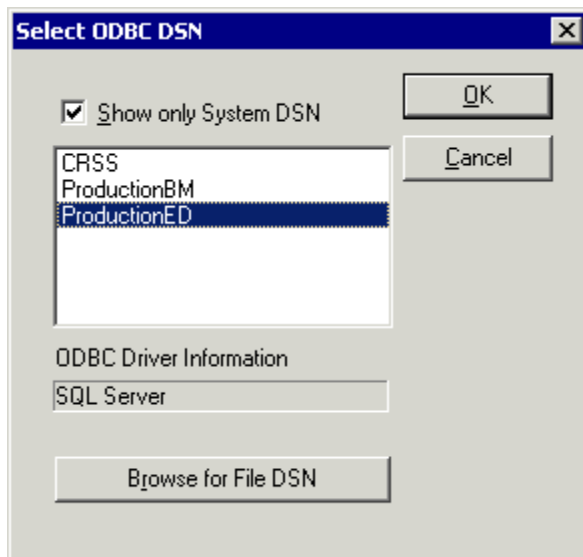 Select ODBC DSN
Show only System DSN
OK
Cancel
CRSS
ProductionBM
ProductionED
ODBC Driver Information
SQL Server
Browse for File DSN